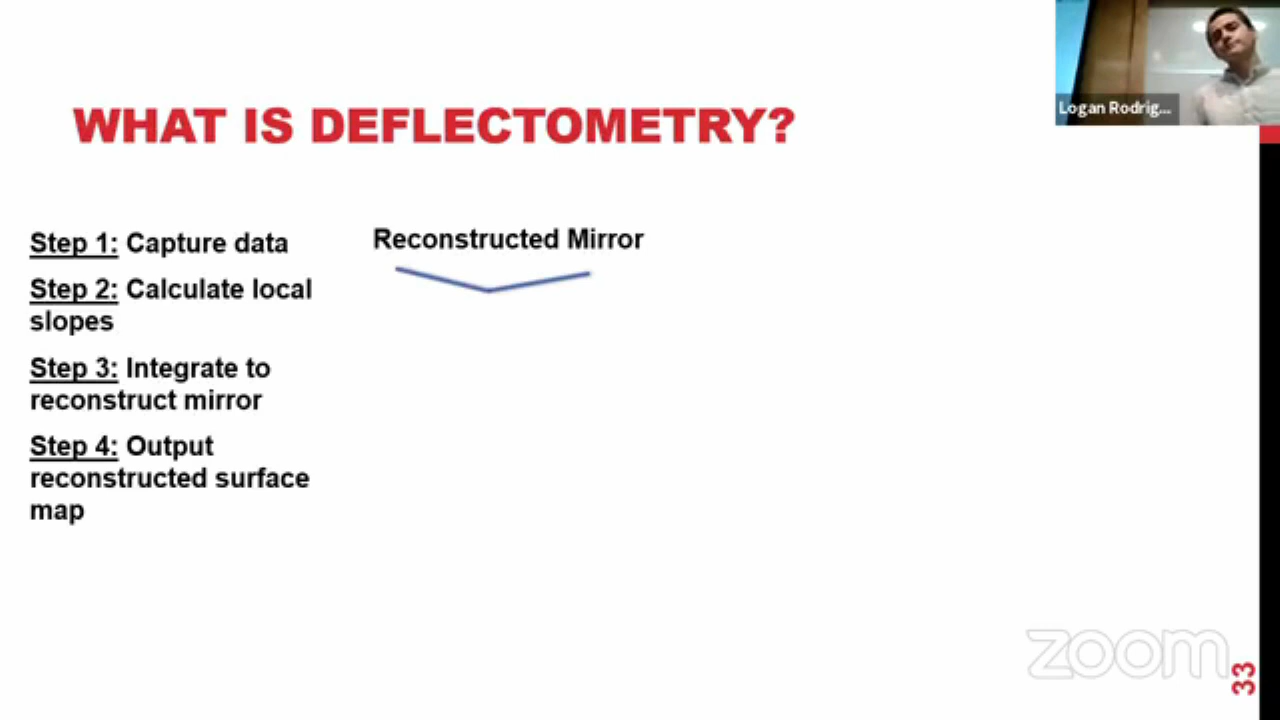 WHAT IS DEFLECTOMETRY?
Logan Rodrig...
Step 1: Capture data
Step 2: Calculate local
slopes
Step 3: Integrate to
reconstruct mirror
Step 4: Output
reconstructed surface
map
Reconstructed Mirror
zoom
33